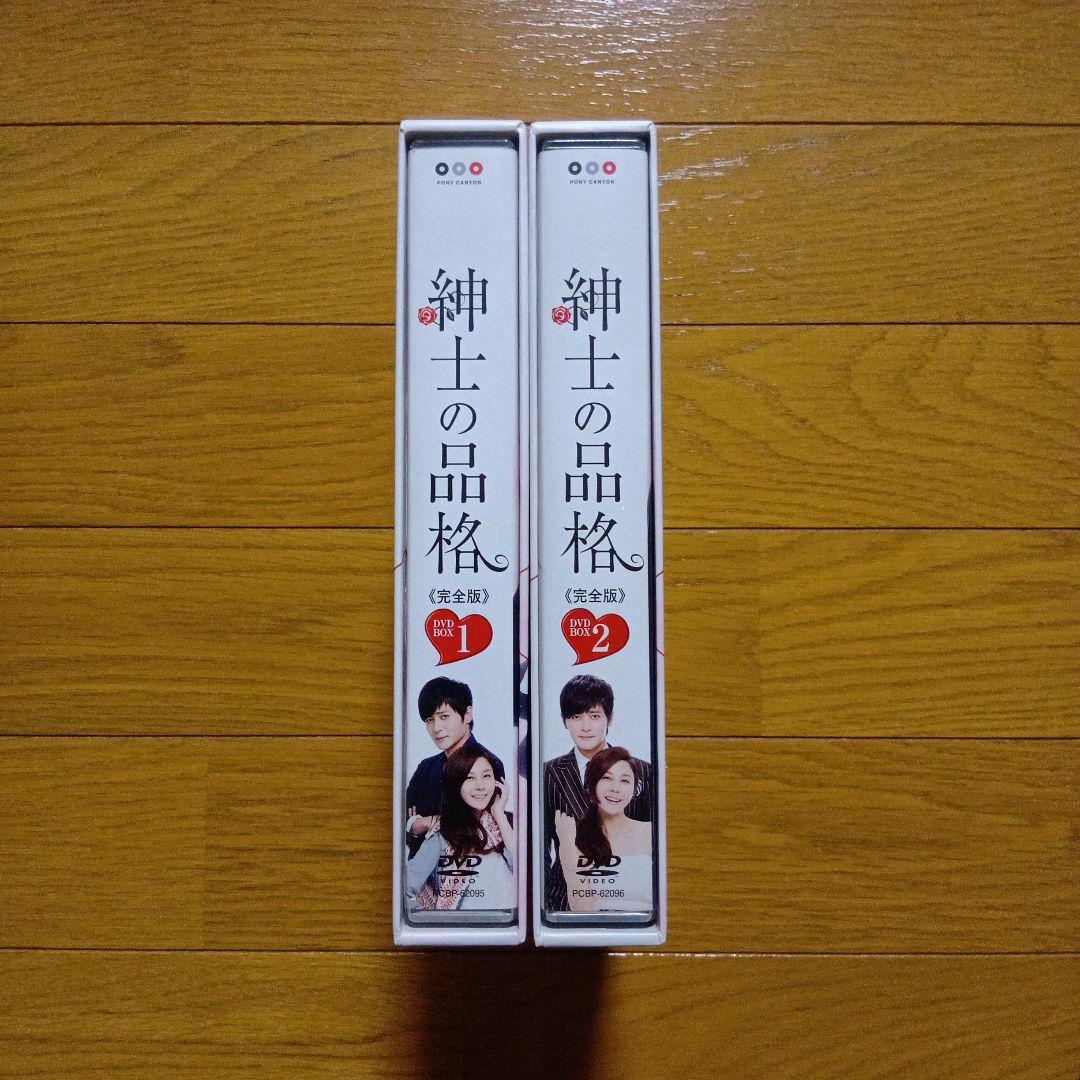 PONY CANYON
紳士の品格
《完全版》
DVD
BOX 1
DVD
VIDEO
PCBP-62095
PONY CANYON
紳士の品格
《完全版》
DVD
BOX 2
DVD
VIDEO
PCBP-62096